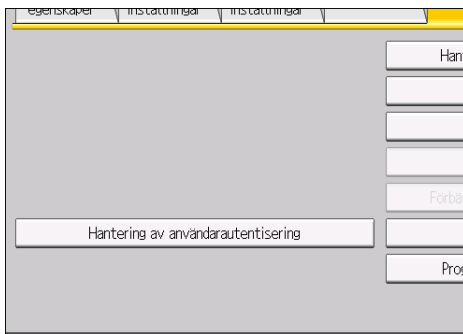 egenskaper inställningar inställningar
Han
Förba
Hantering av användarautentisering
Prog